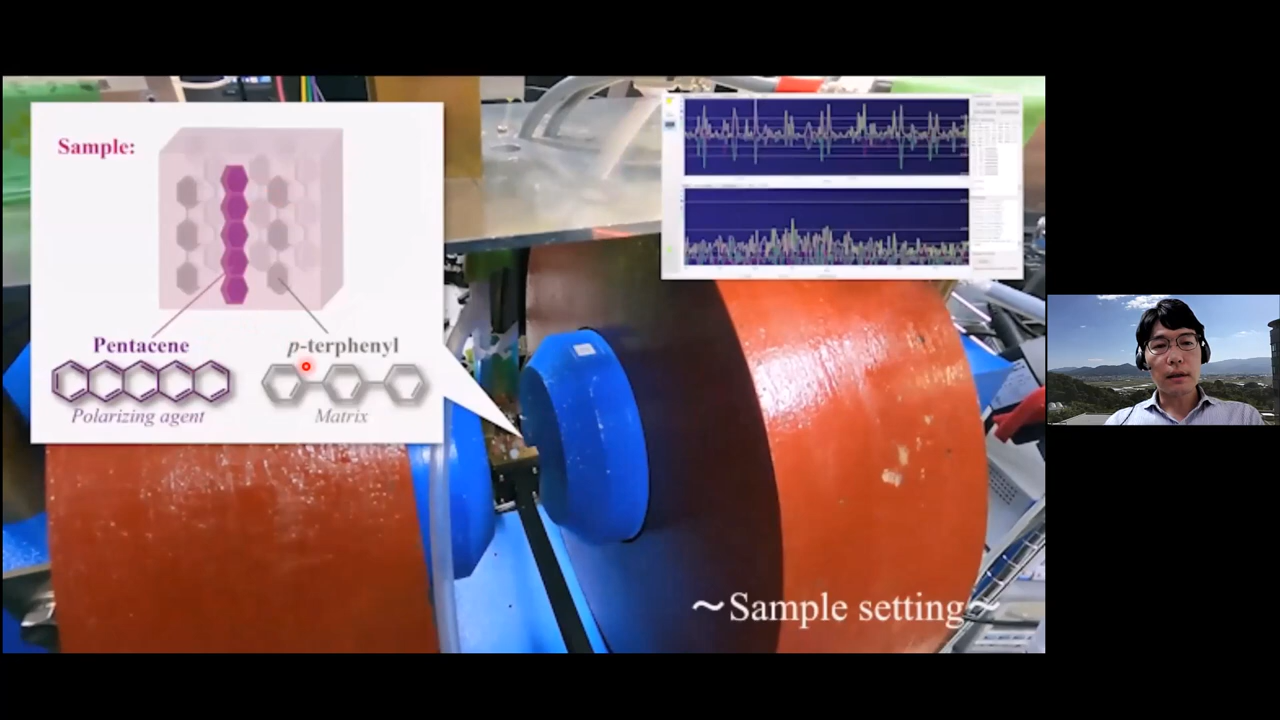 Sample:
Pentacene
p-terphenyl
Polarizing agent
Matrix
〜Sample setting〜